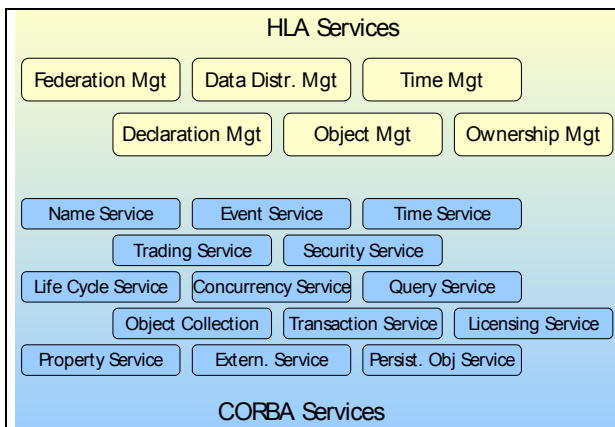 HLA Services
Federation Mgt Data Distr. Mgt Time Mgt
Declaration Mgt Object Mgt Ownership Mgt
Name Service Event Service Time Service
Trading Service Security Service
Life Cycle Service Concurrency Service Query Service
Object Collection Transaction Service Licensing Service
Property Service Extern. Service Persist. Obj Service
CORBA Services